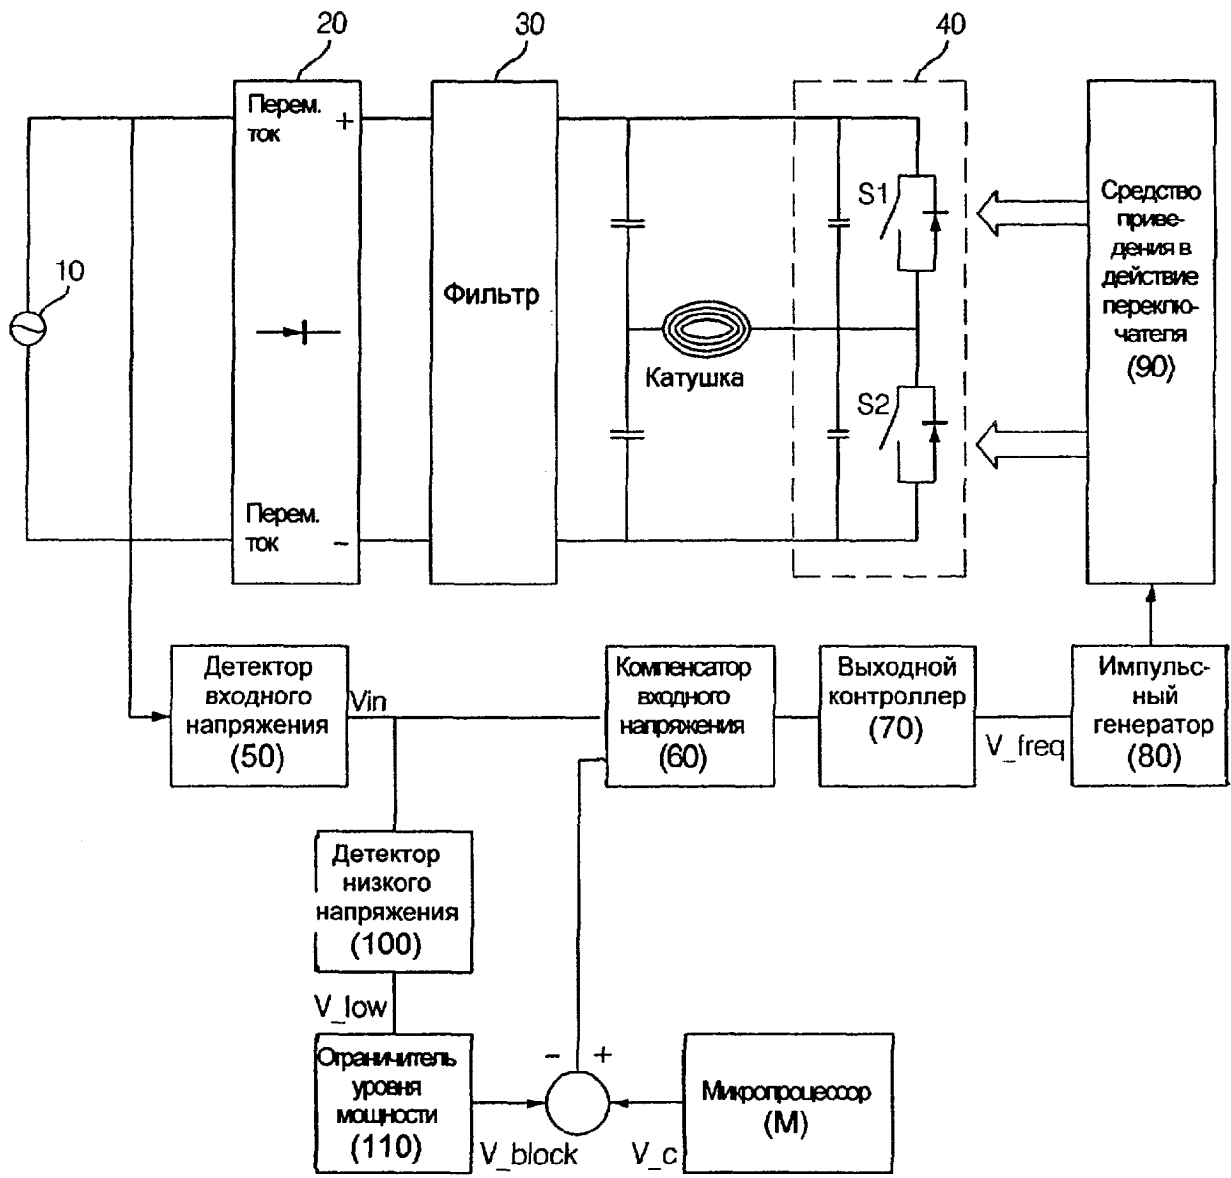 20
30
40
Перем.
ток
+
S1
Средство
приве-
дения в
действие
переклю-
чателя
(90)
10
Фильтр
Катушка
S2
Перем.
ток
-
Детектор
входного
напряжения
(50)
Vin
Компенсатор
входного
напряжения
(60)
Выходной
контроллер
(70)
V_freq
Импульс-
ный
генератор
(80)
Детектор
низкого
напряжения
(100)
V_low
Ограничитель
уровня
мощности
(110)
- +
Микропроцессор
(М)
V_block
V_c